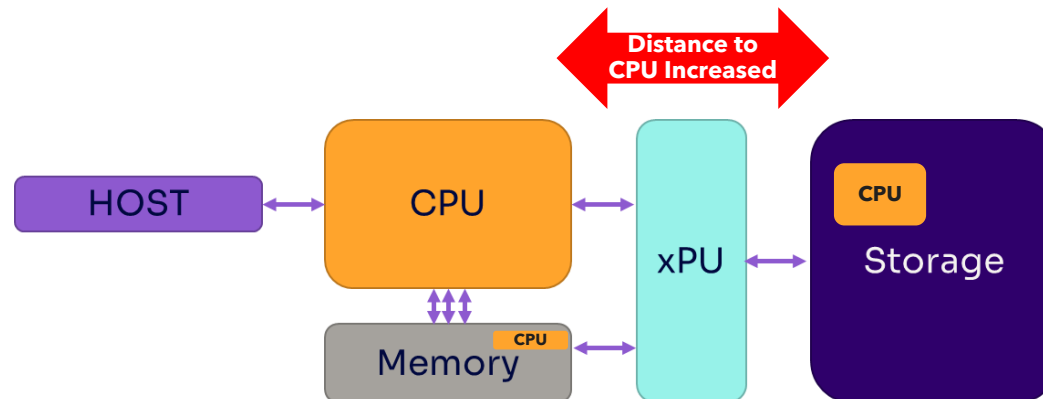 Distance to
CPU Increased
HOST
CPU
xPU
CPU
Storage
CPU
Memory